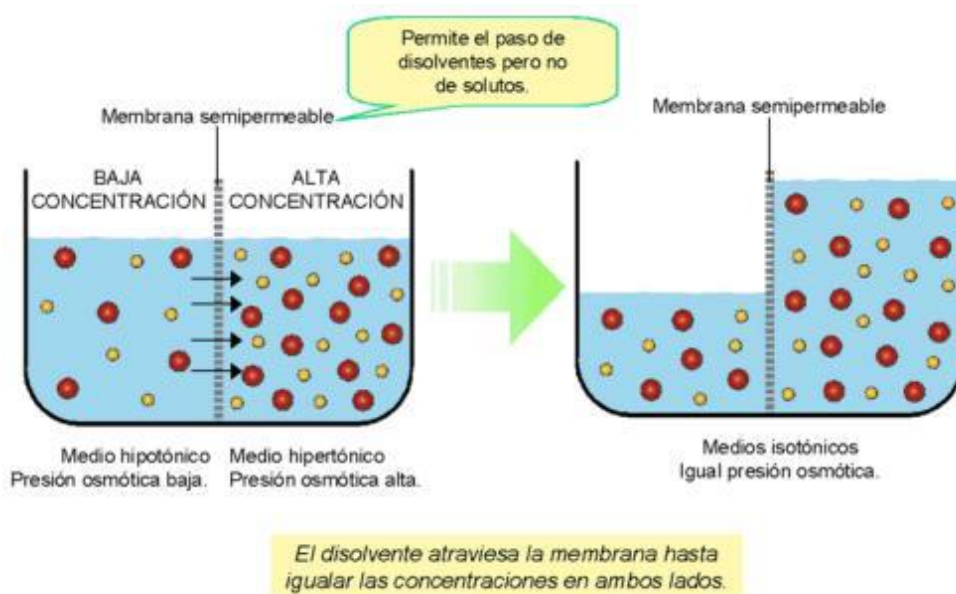 Permite el paso de
disolventes pero no
de solutos.
Membrana semipermeable
Membrana semipermeable
BAJA
CONCENTRACIÓN
ALTA
CONCENTRACIÓN
Medio hipotónico
Presión osmótica baja.
Medio hipertónico
Presión osmótica alta.
Medios isotónicos
Igual presión osmótica.
El disolvente atraviesa la membrana hasta
igualar las concentraciones en ambos lados.